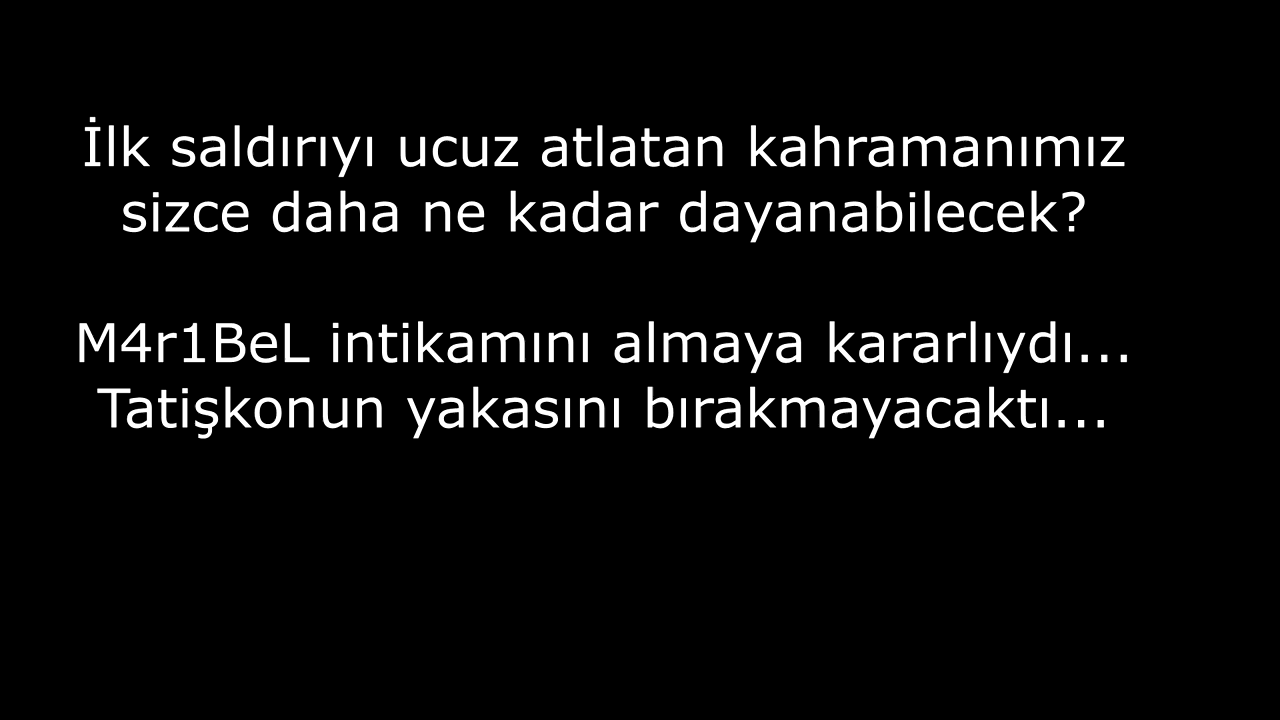 İlk saldırıyı ucuz atlatan kahramanımız
sizce daha ne kadar dayanabilecek?
M4r1BeL intikamını almaya kararlıydı...
Tatişkonun yakasını bırakmayacaktı...